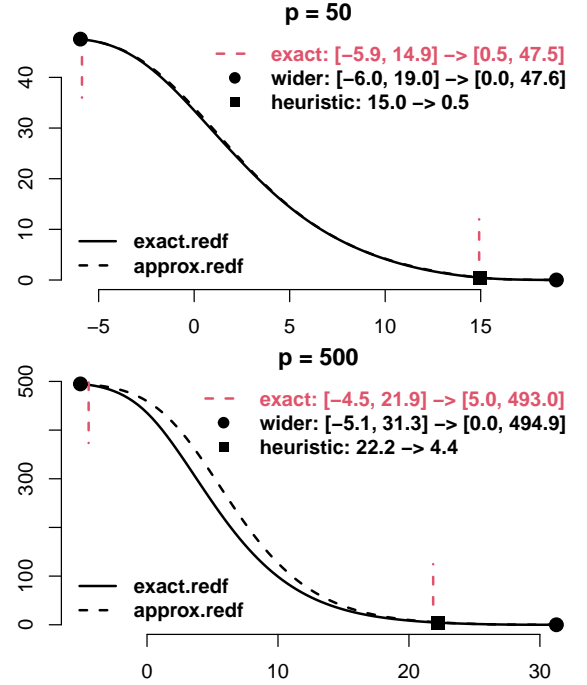 p = 50
exact: [−5.9, 14.9] −> [0.5, 47.5]
wider: [−6.0, 19.0] −> [0.0, 47.6]
heuristic: 15.0 −> 0.5
40
30
20
10
0
exact.redf
approx.redf
−5 0 5 10 15
p = 500
exact: [−4.5, 21.9] −> [5.0, 493.0]
wider: [−5.1, 31.3] −> [0.0, 494.9]
heuristic: 22.2 −> 4.4
500
300
100
0
exact.redf
approx.redf
0 10 20 30